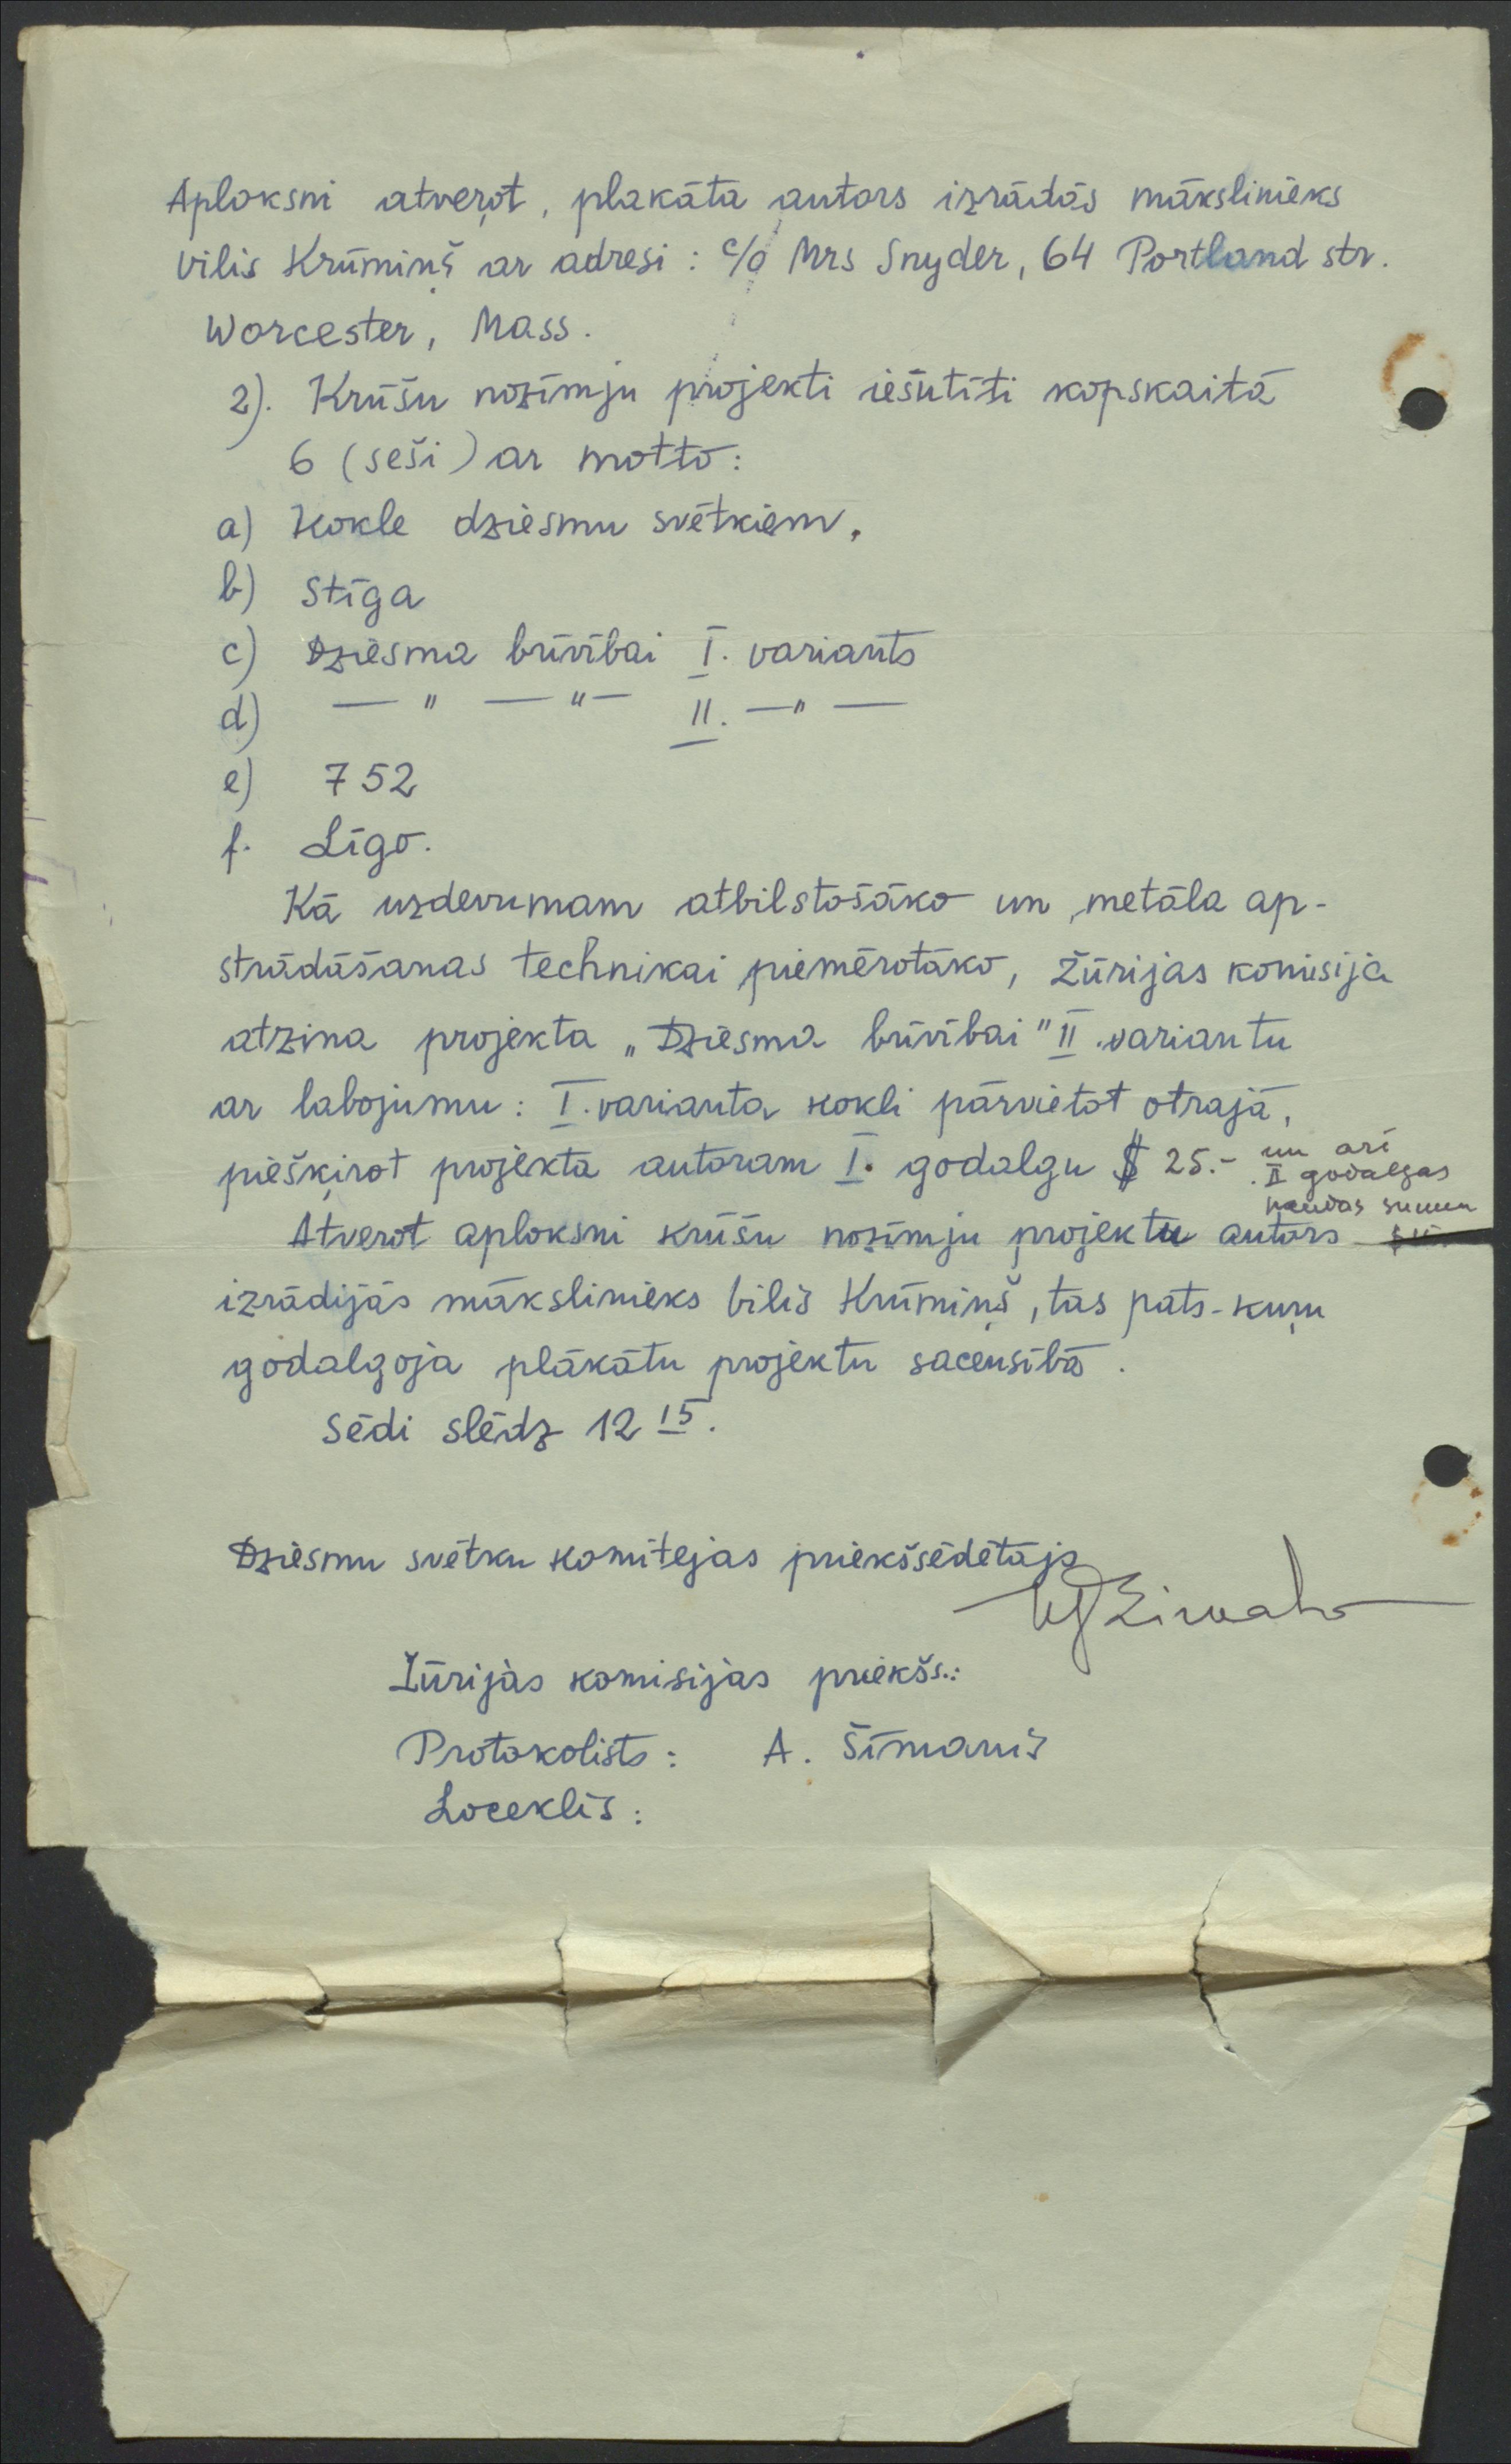 Aploksni atveŗot, plakāta autors izrādās mākslinieks
Vilis Krūmiņš ar adresi: c/o Mrs Snyder, 64 Portland str.
Worcester, Mass.
2). Krūšu nozīmju projekti iesūtīti kopskaitā
6 (seši) ar motto:
a) Kokle dziesmu svētkiem.
b) Stīga
c) Dziesma brīvībai I. variants
d) — " — " — II. — " —
e) 752
f. Līgo.
Kā uzdevumam atbilstošāko un metāla ap-
strādāšanas technikai piemērotāko, žūrijas komisija
atzina projekta „Dziesma brīvībai" II. variantu
ar labojumu: I. varianta kokli pārvietot otrajā,
piešķirot projekta autoram I. godalgu $ 25.- un arī
II godalgas
naudas summu
Atverot aploksni krūšu nozīmju projektu autors
izrādijās mākslinieks Vilis Krūmiņš, tas pats - kuŗu
godalgoja plākātu projektu sacensībā.
Sēdi slēdz 12 15.
Dziesmu svētku komitejas priekšsēdētājs
Žūrijas komisijas priekšs.:
Protokolists: A. Šīmanis
Loceklis: